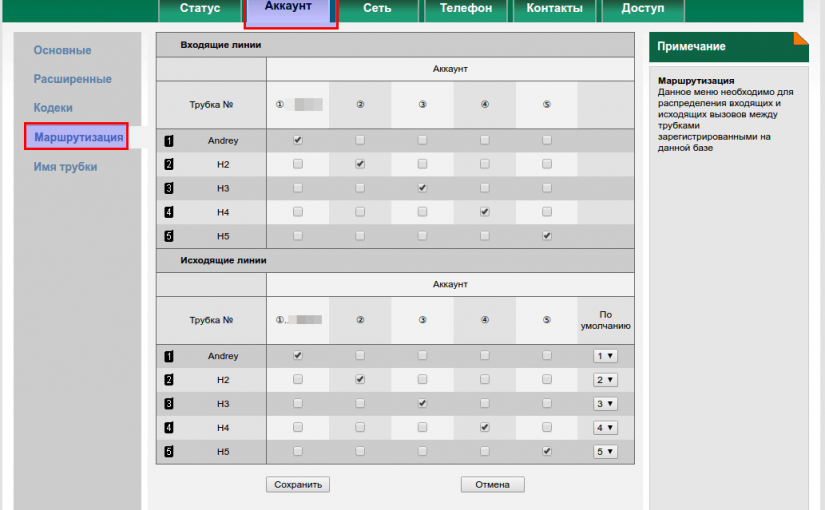 Статус Аккаунт Сеть Телефон Контакты Доступ
Основные
Расширенные
Кодеки
Маршрутизация
Имя трубки
Входящие линии
Аккаунт
Трубка № ① ② ③ ④ ⑤
1 Andrey
2 H2
3 H3
4 H4
5 H5
Исходящие линии
Аккаунт
Трубка № ①. ② ③ ④ ⑤ По
умолчанию
1 Andrey 1
2 H2 2
3 H3 3
4 H4 4
5 H5 5
Сохранить Отмена
Примечание
Маршрутизация
Данное меню необходимо для
распределения входящих и
исходящих вызовов между
трубками
зарегистрированными на
данной базе